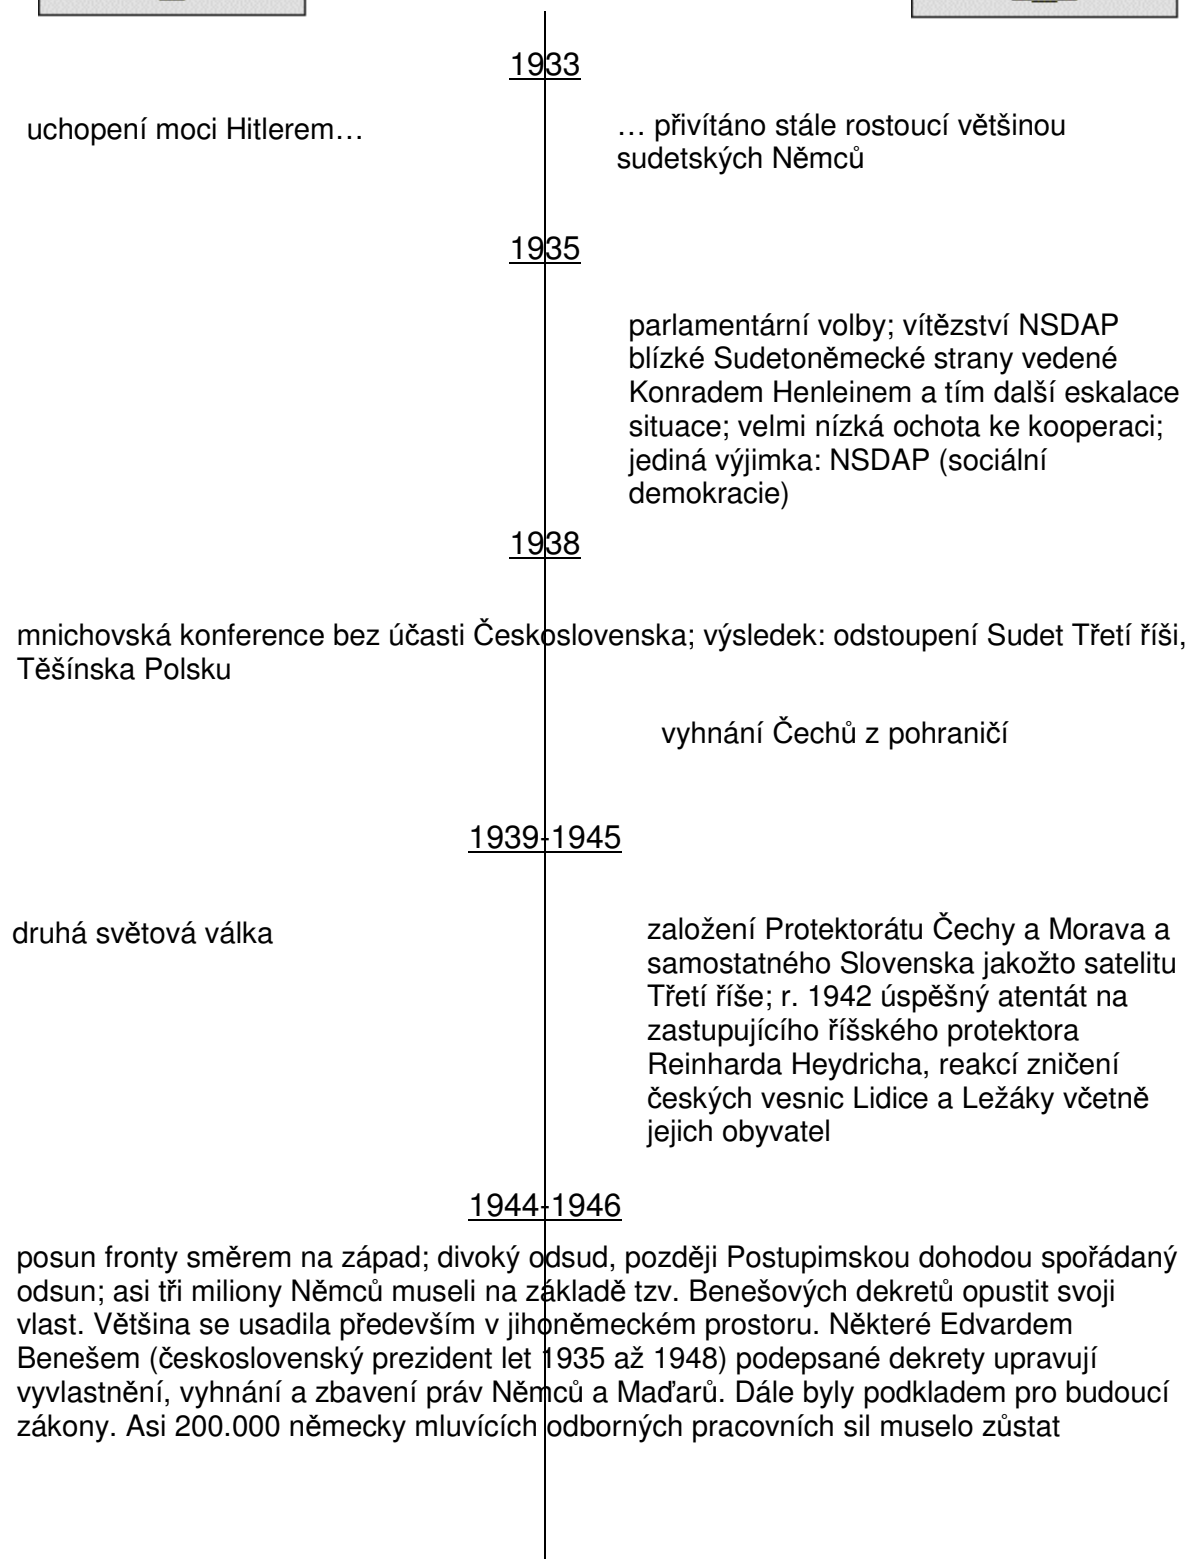 1933
uchopení moci Hitlerem…
… přivítáno stále rostoucí většinou
sudetských Němců
1935
parlamentární volby; vítězství NSDAP
blízké Sudetoněmecké strany vedené
Konradem Henleinem a tím další eskalace
situace; velmi nízká ochota ke kooperaci;
jediná výjimka: NSDAP (sociální
demokracie)
1938
mnichovská konference bez účasti Československa; výsledek: odstoupení Sudet Třetí říši,
Těšínska Polsku
vyhnání Čechů z pohraničí
1939-1945
druhá světová válka
založení Protektorátu Čechy a Morava a
samostatného Slovenska jakožto satelitu
Třetí říše; r. 1942 úspěšný atentát na
zastupujícího říšského protektora
Reinharda Heydricha, reakcí zničení
českých vesnic Lidice a Ležáky včetně
jejich obyvatel
1944-1946
posun fronty směrem na západ; divoký odsud, později Postupimskou dohodou spořádaný
odsun; asi tři miliony Němců museli na základě tzv. Benešových dekretů opustit svoji
vlast. Většina se usadila především v jihoněmeckém prostoru. Některé Edvardem
Benešem (československý prezident let 1935 až 1948) podepsané dekrety upravují
vyvlastnění, vyhnání a zbavení práv Němců a Maďarů. Dále byly podkladem pro budoucí
zákony. Asi 200.000 německy mluvících odborných pracovních sil muselo zůstat